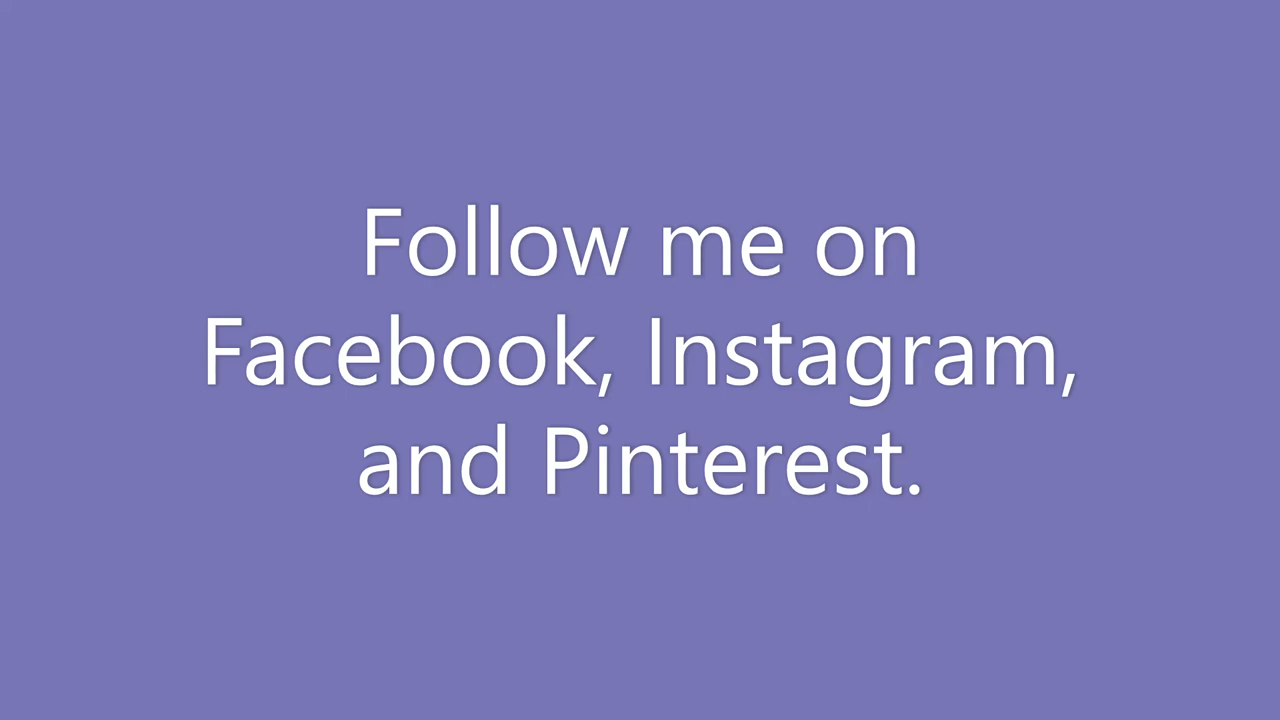 Follow me on
Facebook, Instagram,
and Pinterest.